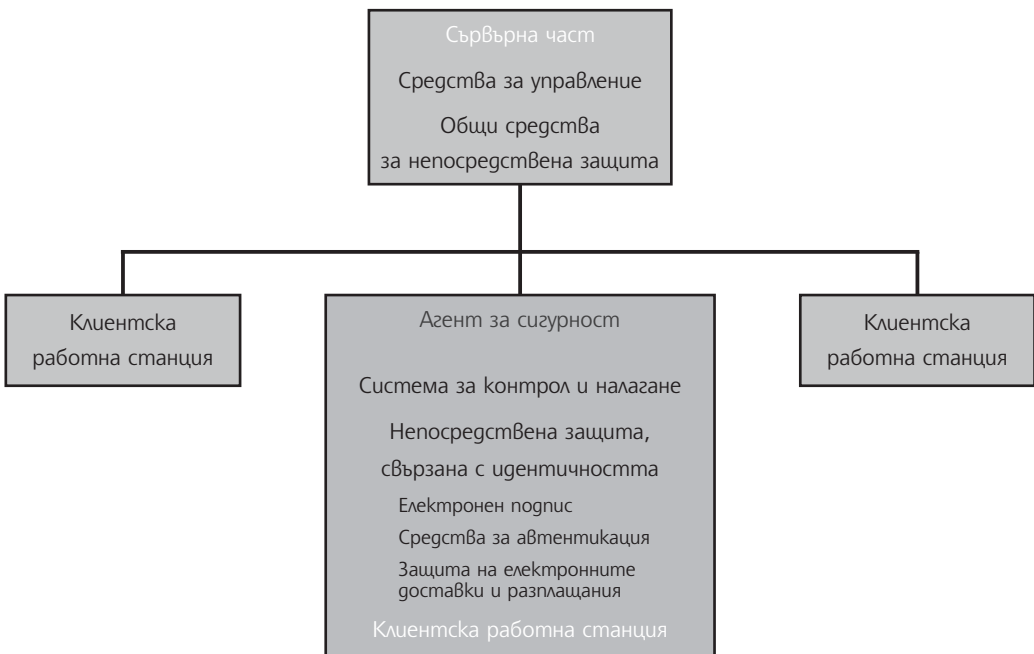 Сървърна част
Средства за управление
Общи средства
за непосредствена защита
Клиентска
работна станция
Агент за сигурност
Система за контрол и налагане
Непосредствена защита,
свързана с идентичността
Електронен подпис
Средства за автентикация
Защита на електронните
доставки и разплащания
Клиентска работна станция
Клиентска
работна станция